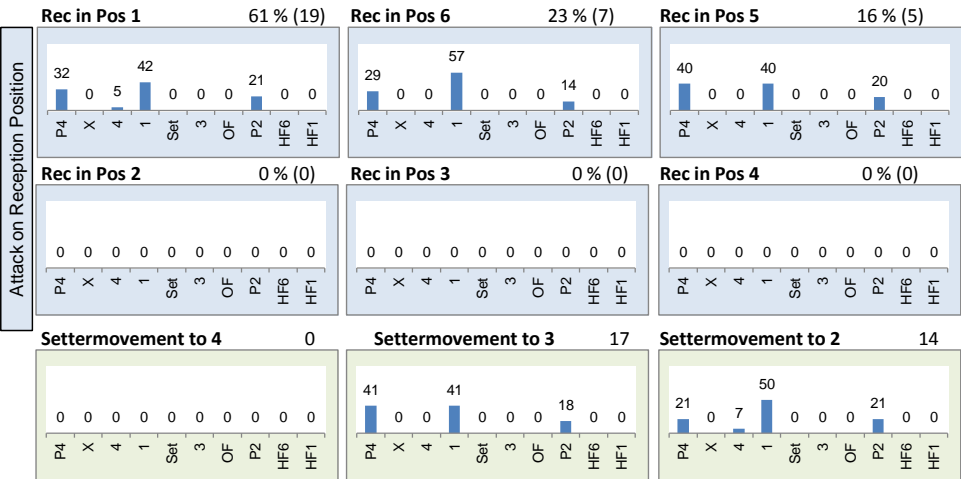 Attack on Reception Position
Rec in Pos 1 61 % (19)
32 0 5 42 0 0 0 21 0 0
P4 X 4 1 Set 3 OF P2 HF6 HF1
Rec in Pos 6 23 % (7)
29 0 0 57 0 0 0 14 0 0
P4 X 4 1 Set 3 OF P2 HF6 HF1
Rec in Pos 5 16 % (5)
40 0 0 40 0 0 0 20 0 0
P4 X 4 1 Set 3 OF P2 HF6 HF1
Rec in Pos 2 0 % (0)
0 0 0 0 0 0 0 0 0 0
P4 X 4 1 Set 3 OF P2 HF6 HF1
Rec in Pos 3 0 % (0)
0 0 0 0 0 0 0 0 0 0
P4 X 4 1 Set 3 OF P2 HF6 HF1
Rec in Pos 4 0 % (0)
0 0 0 0 0 0 0 0 0 0
P4 X 4 1 Set 3 OF P2 HF6 HF1
Settermovement to 4 0
0 0 0 0 0 0 0 0 0 0
P4 X 4 1 Set 3 OF P2 HF6 HF1
Settermovement to 3 17
41 0 0 41 0 0 0 18 0 0
P4 X 4 1 Set 3 OF P2 HF6 HF1
Settermovement to 2 14
21 0 7 50 0 0 0 21 0 0
P4 X 4 1 Set 3 OF P2 HF6 HF1